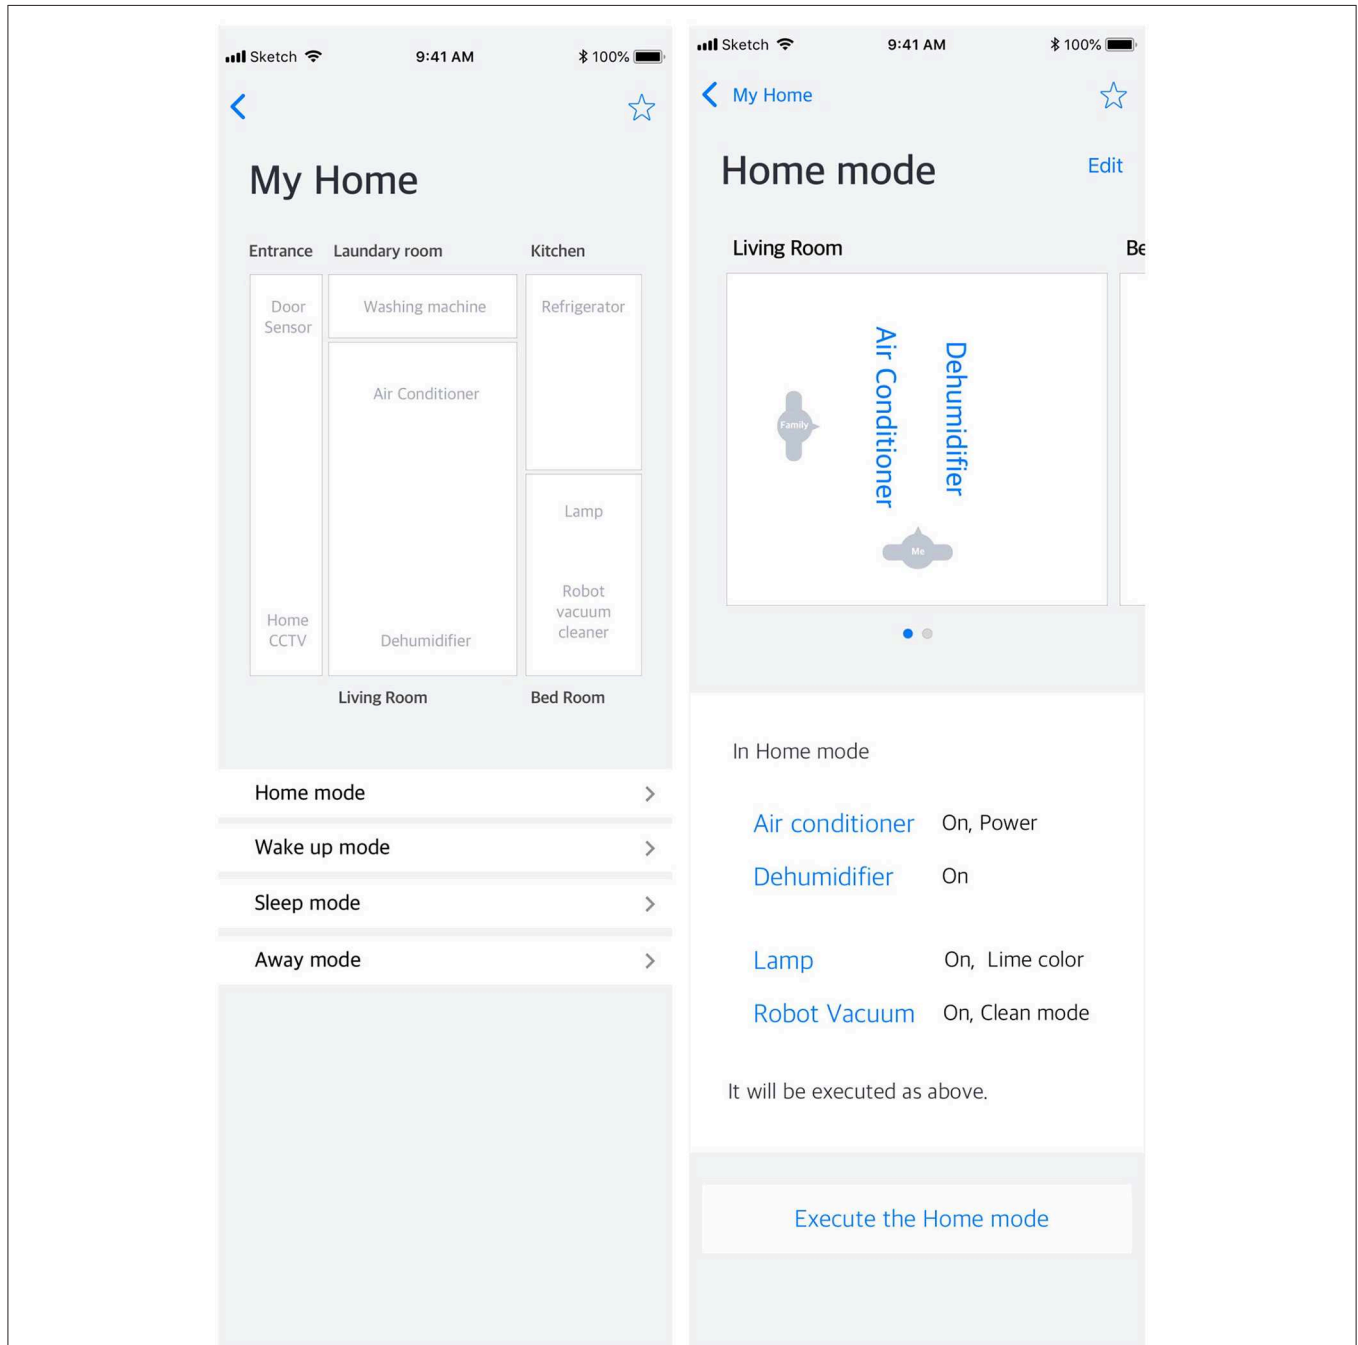 Sketch 9:41 AM 100%
My Home
Entrance Laundary room Kitchen
Door
Sensor
Washing machine
Refrigerator
Air Conditioner
Lamp
Robot
vacuum
cleaner
Home
CCTV
Dehumidifier
Living Room Bed Room
Home mode
Wake up mode
Sleep mode
Away mode
Sketch 9:41 AM 100%
My Home
Home mode Edit
Living Room Be
Family
Air Conditioner
Dehumidifier
Me
In Home mode
Air conditioner On, Power
Dehumidifier On
Lamp On, Lime color
Robot Vacuum On, Clean mode
It will be executed as above.
Execute the Home mode